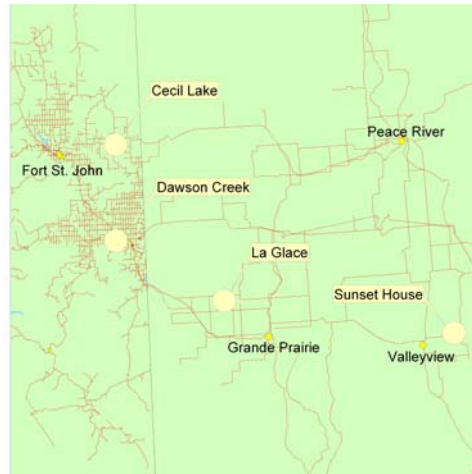 Cecil Lake
Peace River
Fort St. John
Dawson Creek
La Glace
Sunset House
Grande Prairie
Valleyview